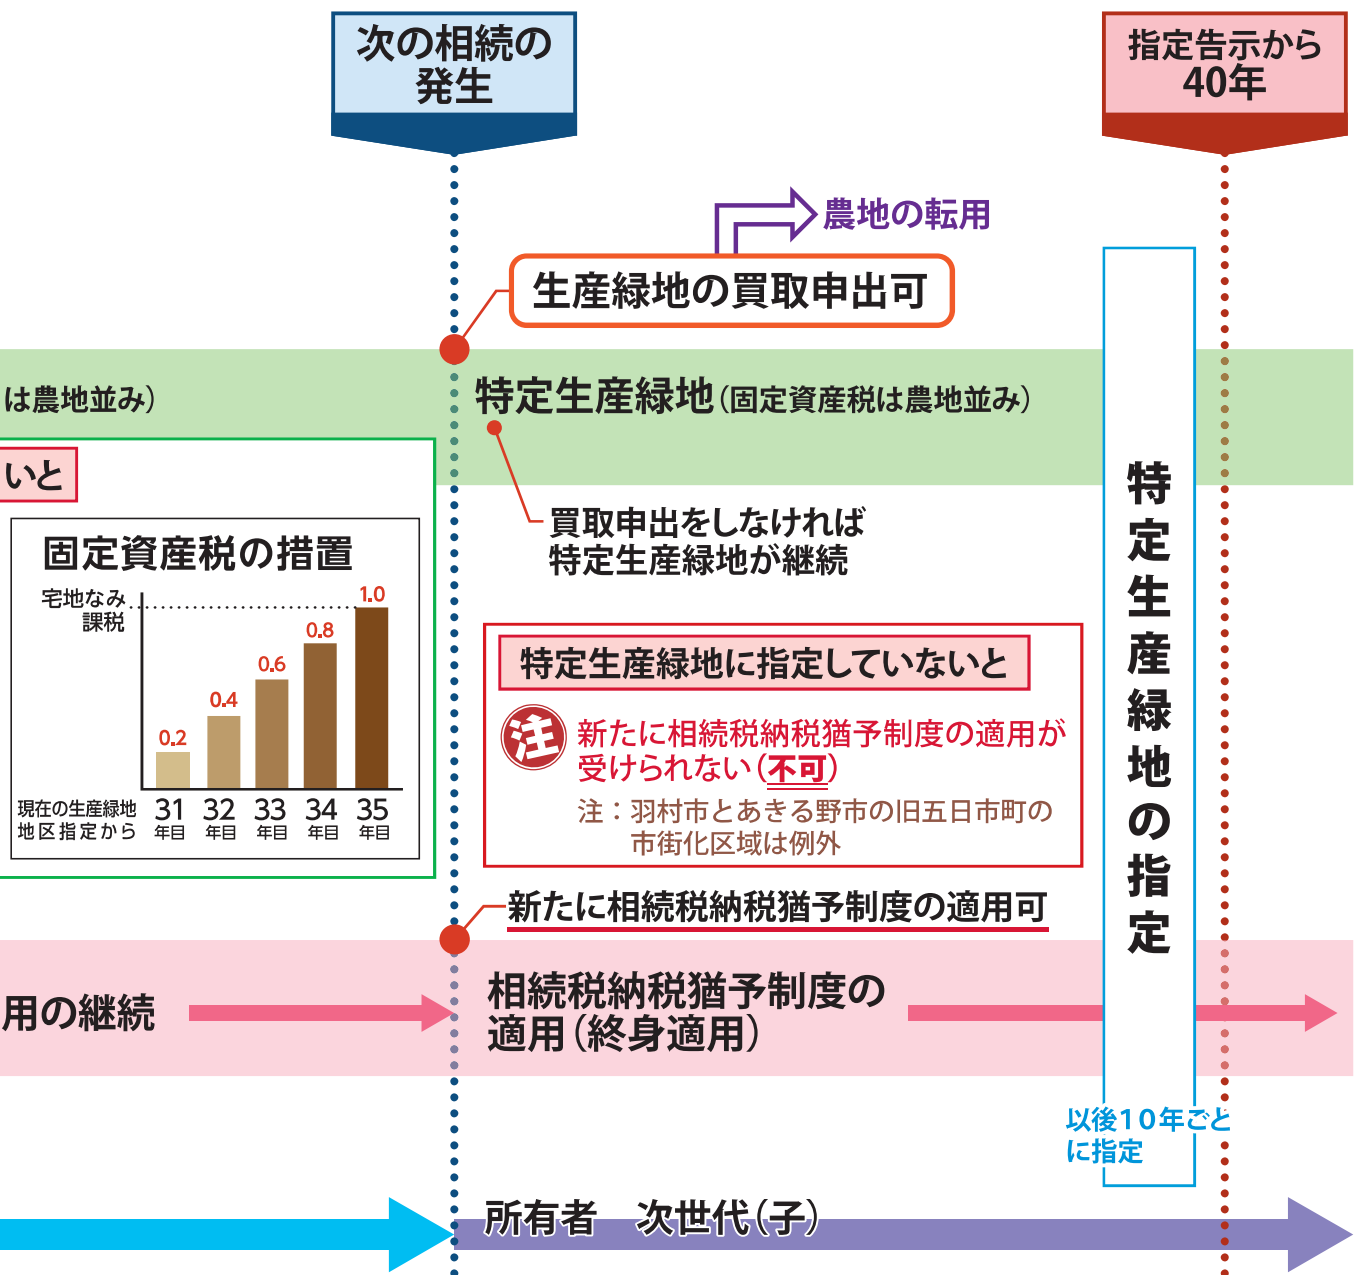 次の相続の
発生
指定告示から
40年
農地の転用
生産緑地の買取申出可
は農地並み）
特定生産緑地（固定資産税は農地並み）
いと
買取申出をしなければ
特定生産緑地が継続
固定資産税の措置
宅地なみ
課税
0.2
0.4
0.6
0.8
1.0
現在の生産緑地
地区指定から
31
年目
32
年目
33
年目
34
年目
35
年目
特定生産緑地に指定していないと
注
新たに相続税納税猶予制度の適用が
受けられない（不可）
注：羽村市とあきる野市の旧五日市町の
市街化区域は例外
特定生産緑地の指定
新たに相続税納税猶予制度の適用可
用の継続
相続税納税猶予制度の
適用（終身適用）
以後10年ごと
に指定
所有者　次世代（子）